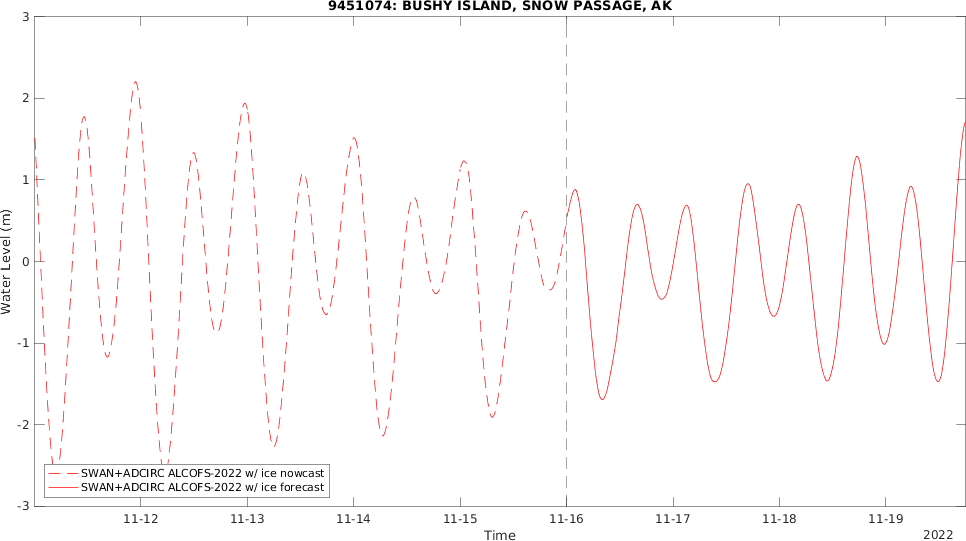 9451074: BUSHY ISLAND, SNOW PASSAGE, AK
3
2
1
0
-1
-2
-3
Water Level (m)
SWAN+ADCIRC ALCOFS-2022 w/ ice nowcast
SWAN+ADCIRC ALCOFS-2022 w/ ice forecast
11-12 11-13 11-14 11-15 11-16 11-17 11-18 11-19
Time
2022